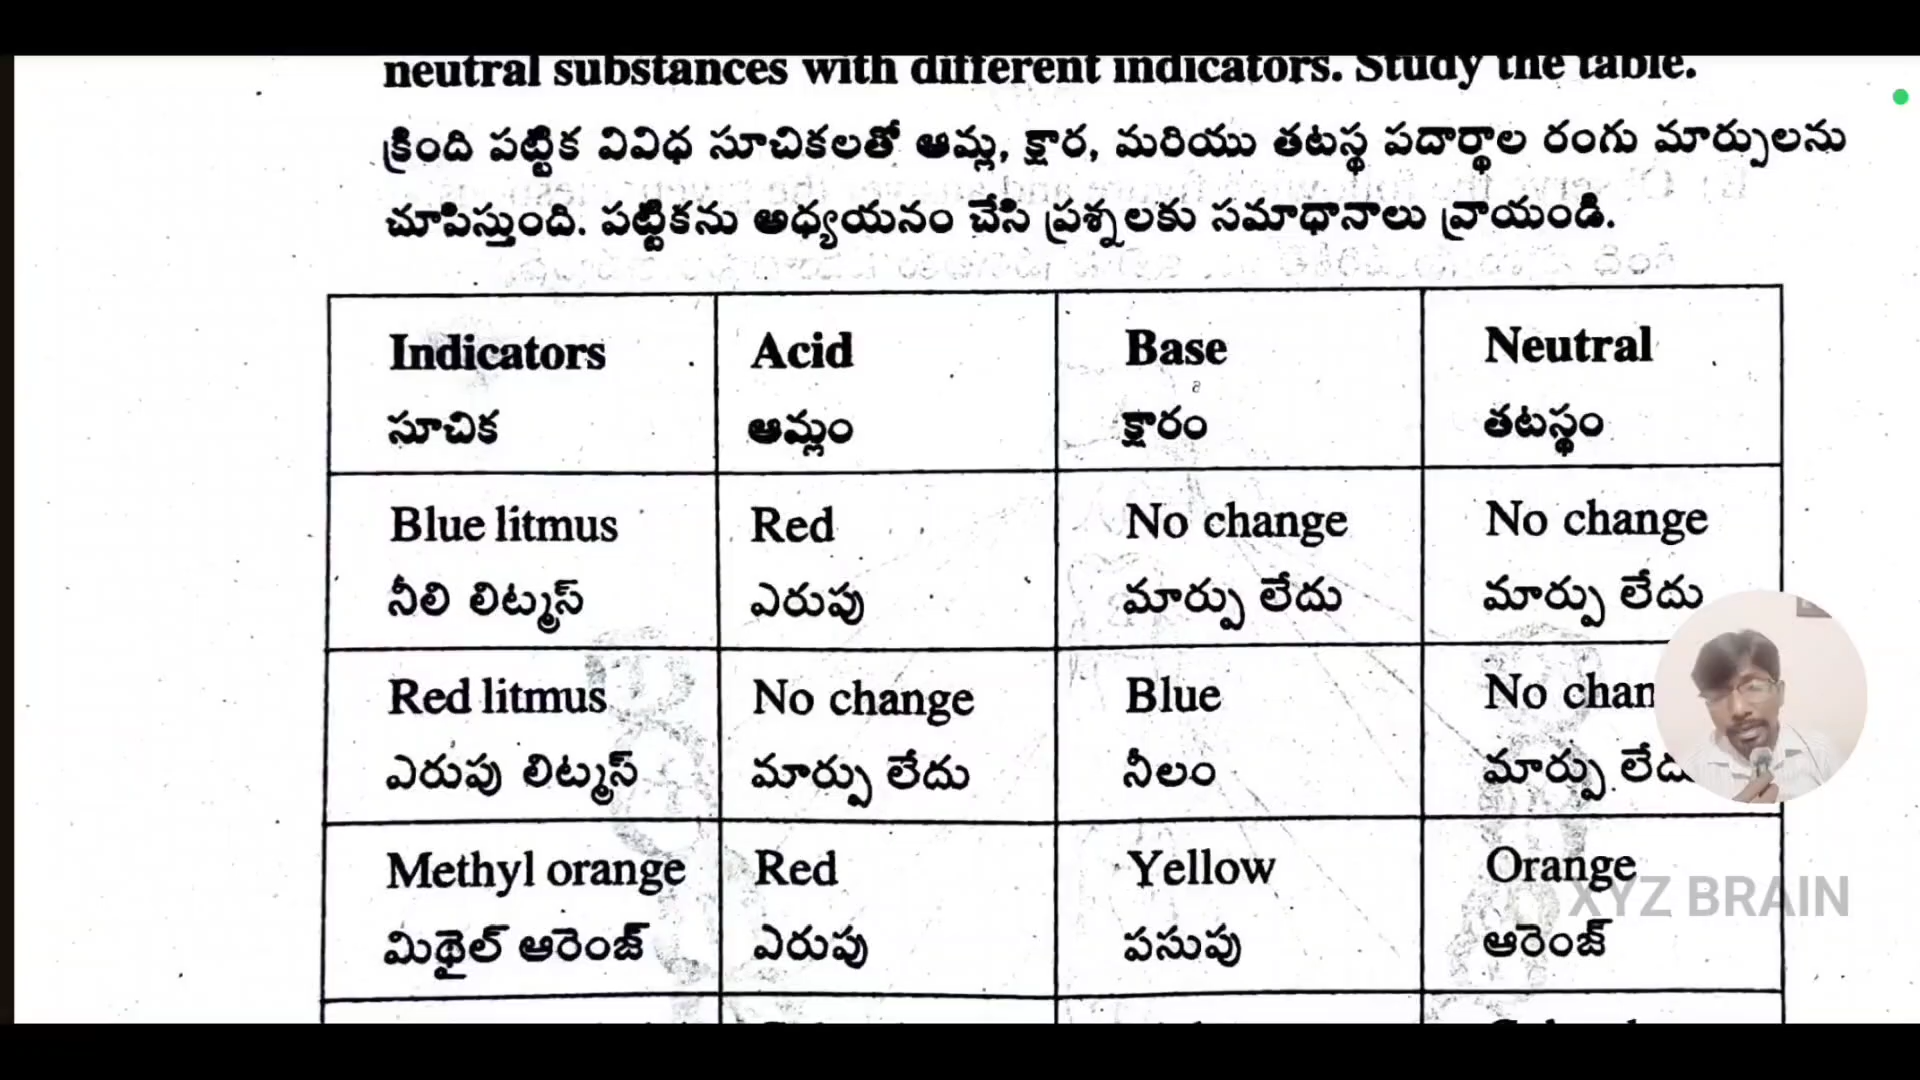 neutral substances with different indicators. Study the table.
క్రింది పట్టిక వివిధ సూచికలతో ఆమ్ల, క్షార, మరియు తటస్థ పదార్థాల రంగు మార్పులను
చూపిస్తుంది. పట్టికను అధ్యయనం చేసి ప్రశ్నలకు సమాధానాలు వ్రాయండి.
Indicators Acid Base Neutral
సూచిక ఆమ్లం క్షారం తటస్థం
Blue litmus Red No change No change
నీలి లిట్మస్ ఎరుపు మార్పు లేదు మార్పు లేదు
Red litmus No change Blue No
ఎరుపు లిట్మస్ మార్పు లేదు నీలం మార్పు
Methyl orange Red Yellow Orange
XYZ BRAIN
మిథైల్ ఆరెంజ్ ఎరుపు పసుపు ఆరెంజ్